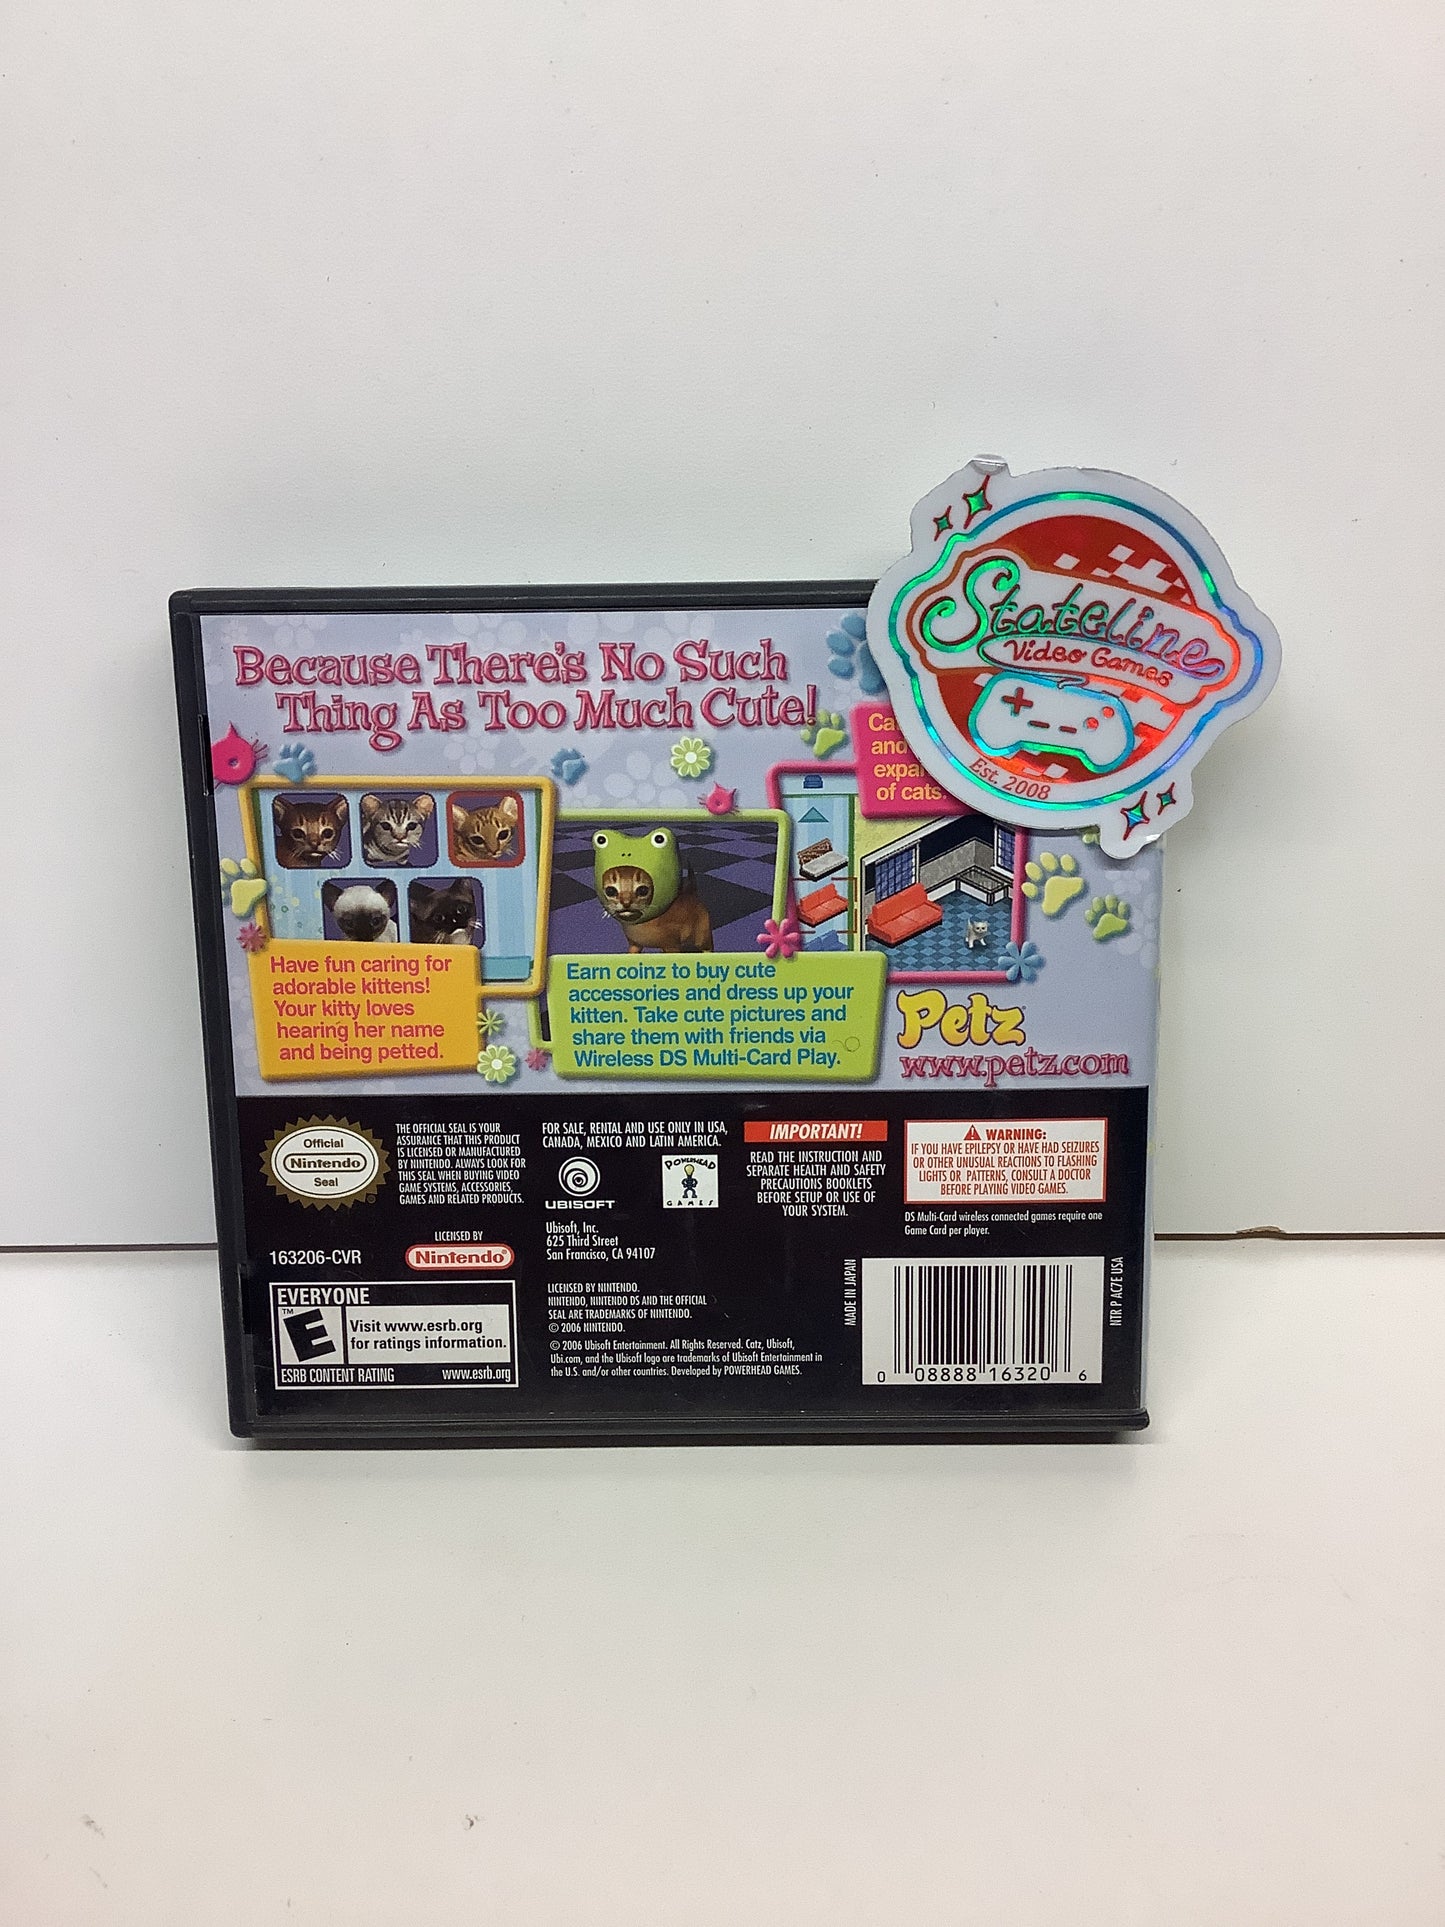 Stateline
Video Games
Est. 2008
Because There's No Such
Thing As Too Much Cute!
Ca
and
expa
of cats.
Have fun caring for
adorable kittens!
Your kitty loves
hearing her name
and being petted.
Earn coinz to buy cute
accessories and dress up your
kitten. Take cute pictures and
share them with friends via
Wireless DS Multi-Card Play.
Petz
www.petz.com
Official
Nintendo
Seal
THE OFFICIAL SEAL IS YOUR
ASSURANCE THAT THIS PRODUCT
IS LICENSED OR MANUFACTURED
BY NINTENDO. ALWAYS LOOK FOR
THIS SEAL WHEN BUYING VIDEO
GAME SYSTEMS, ACCESSORIES,
GAMES AND RELATED PRODUCTS.
LICENSED BY
Nintendo
163206-CVR
EVERYONE
TM
E
Visit www.esrb.org
for ratings information.
ESRB CONTENT RATING www.esrb.org
FOR SALE, RENTAL AND USE ONLY IN USA,
CANADA, MEXICO AND LATIN AMERICA.
UBISOFT
POWERHEAD
GAMES
Ubisoft, Inc.
625 Third Street
San Francisco, CA 94107
LICENSED BY NINTENDO.
NINTENDO, NINTENDO DS AND THE OFFICIAL
SEAL ARE TRADEMARKS OF NINTENDO.
© 2006 NINTENDO.
© 2006 Ubisoft Entertainment. All Rights Reserved. Catz, Ubisoft,
Ubi.com, and the Ubisoft logo are trademarks of Ubisoft Entertainment in
the U.S. and/or other countries. Developed by POWERHEAD GAMES.
IMPORTANT!
READ THE INSTRUCTION AND
SEPARATE HEALTH AND SAFETY
PRECAUTIONS BOOKLETS
BEFORE SETUP OR USE OF
YOUR SYSTEM.
WARNING:
IF YOU HAVE EPILEPSY OR HAVE HAD SEIZURES
OR OTHER UNUSUAL REACTIONS TO FLASHING
LIGHTS OR PATTERNS, CONSULT A DOCTOR
BEFORE PLAYING VIDEO GAMES.
DS Multi-Card wireless connected games require one
Game Card per player.
MADE IN JAPAN
0 08888 16320 6
NTR P AC7E USA